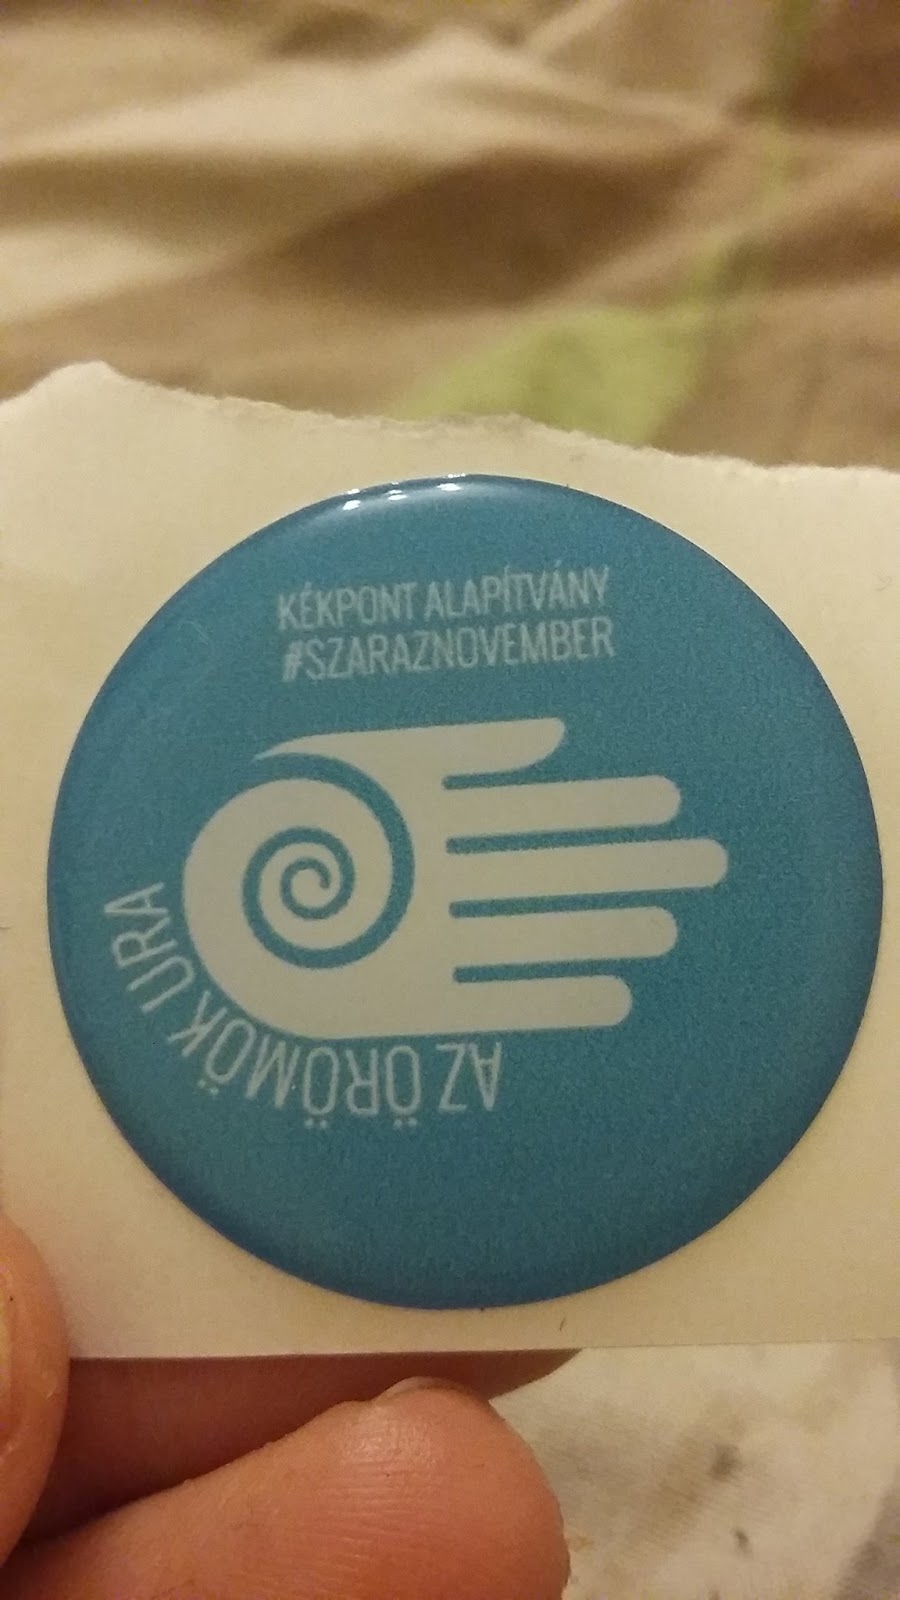 KÉKPONT ALAPÍTVÁNY
#SZARAZNOVEMBER
AZ ÖRÖMÖK URA